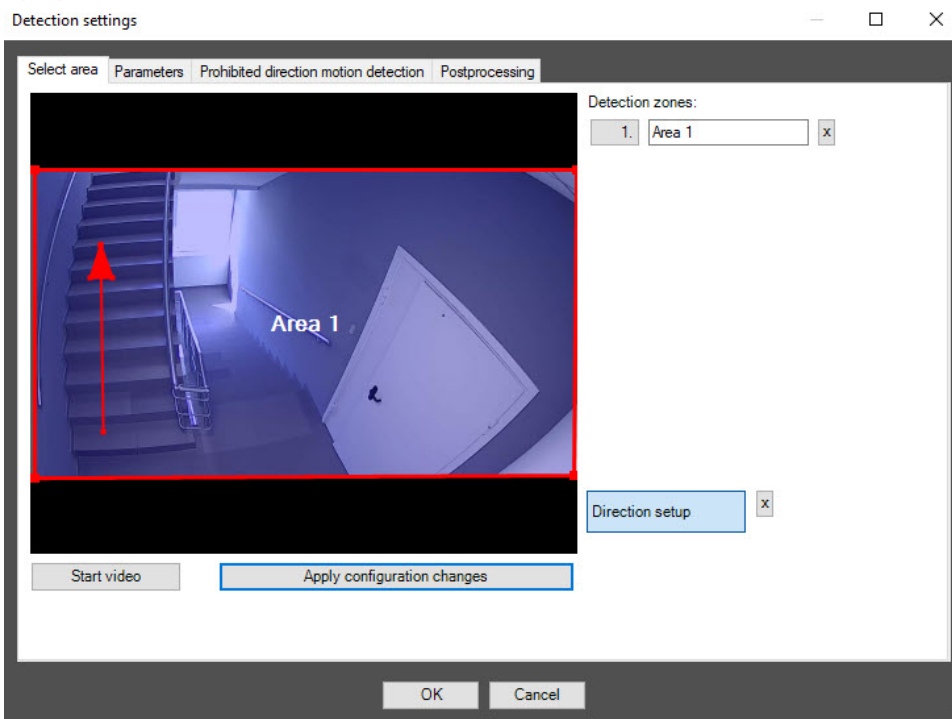 Detection settings
Select area Parameters Prohibited direction motion detection Postprocessing
Detection zones:
1. Area 1 x
Area 1
Direction setup x
Start video Apply configuration changes
OK Cancel